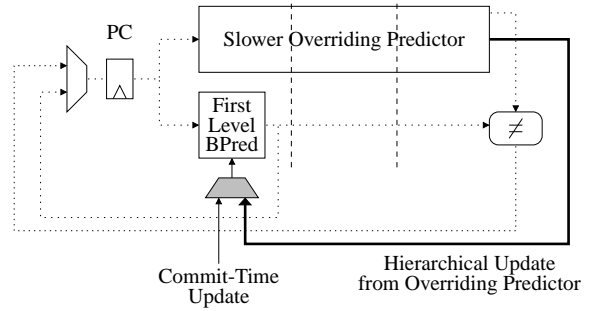 PC
Slower Overriding Predictor
First
Level
BPred
≠
Commit-Time
Update
Hierarchical Update
from Overriding Predictor